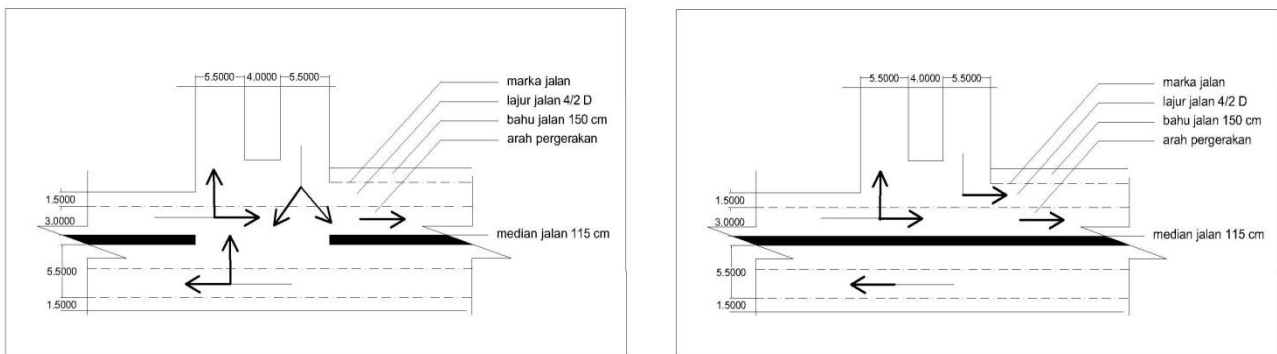 5.5000 4.0000 5.5000
marka jalan
lajur jalan 4/2 D
bahu jalan 150 cm
arah pergerakan
1.5000
3.0000
median jalan 115 cm
5.5000
1.5000
5.5000 4.0000 5.5000
marka jalan
lajur jalan 4/2 D
bahu jalan 150 cm
arah pergerakan
1.5000
3.0000
median jalan 115 cm
5.5000
1.5000